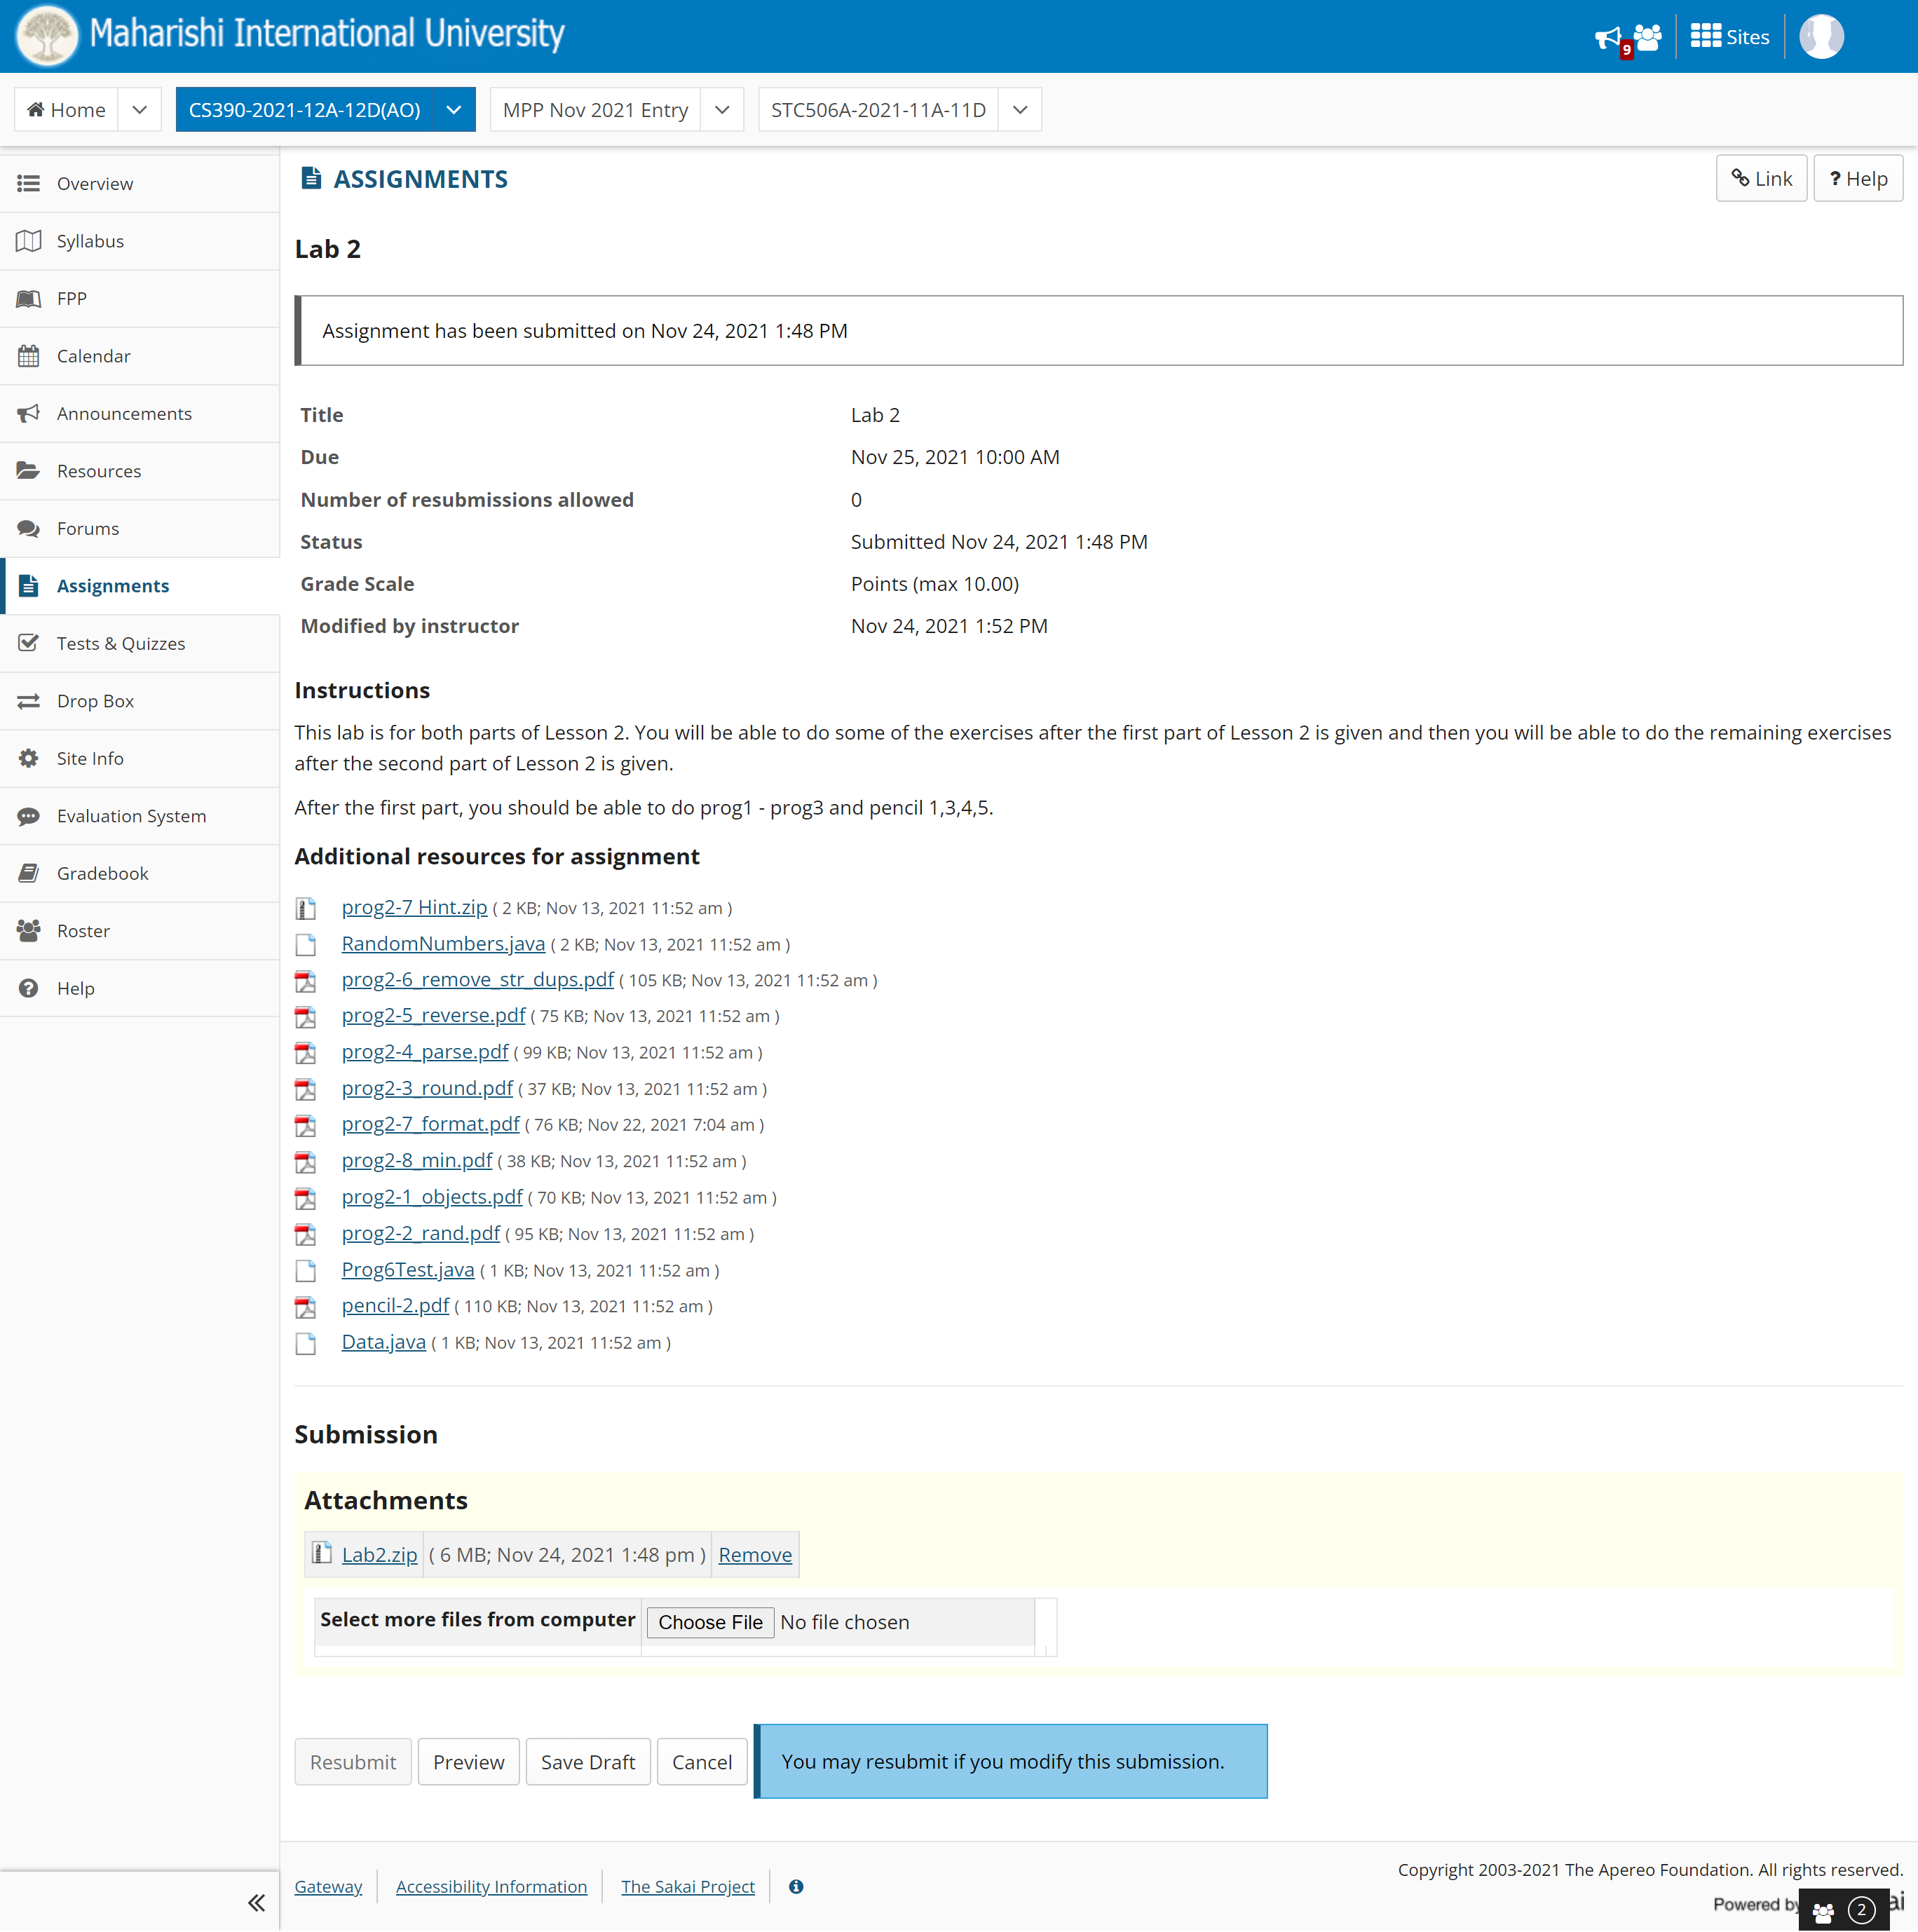 Maharishi International University
9
Sites
Home
CS390-2021-12A-12D(AO)
MPP Nov 2021 Entry
STC506A-2021-11A-11D
Overview
Syllabus
FPP
Calendar
Announcements
Resources
Forums
Assignments
Tests & Quizzes
Drop Box
Site Info
Evaluation System
Gradebook
Roster
Help
ASSIGNMENTS
Link
? Help
Lab 2
Assignment has been submitted on Nov 24, 2021 1:48 PM
Title Lab 2
Due Nov 25, 2021 10:00 AM
Number of resubmissions allowed 0
Status Submitted Nov 24, 2021 1:48 PM
Grade Scale Points (max 10.00)
Modified by instructor Nov 24, 2021 1:52 PM
Instructions
This lab is for both parts of Lesson 2. You will be able to do some of the exercises after the first part of Lesson 2 is given and then you will be able to do the remaining exercises
after the second part of Lesson 2 is given.
After the first part, you should be able to do prog1 - prog3 and pencil 1,3,4,5.
Additional resources for assignment
prog2-7 Hint.zip ( 2 KB; Nov 13, 2021 11:52 am )
RandomNumbers.java ( 2 KB; Nov 13, 2021 11:52 am )
prog2-6_remove_str_dups.pdf ( 105 KB; Nov 13, 2021 11:52 am )
prog2-5_reverse.pdf ( 75 KB; Nov 13, 2021 11:52 am )
prog2-4_parse.pdf ( 99 KB; Nov 13, 2021 11:52 am )
prog2-3_round.pdf ( 37 KB; Nov 13, 2021 11:52 am )
prog2-7_format.pdf ( 76 KB; Nov 22, 2021 7:04 am )
prog2-8_min.pdf ( 38 KB; Nov 13, 2021 11:52 am )
prog2-1_objects.pdf ( 70 KB; Nov 13, 2021 11:52 am )
prog2-2_rand.pdf ( 95 KB; Nov 13, 2021 11:52 am )
Prog6Test.java ( 1 KB; Nov 13, 2021 11:52 am )
pencil-2.pdf ( 110 KB; Nov 13, 2021 11:52 am )
Data.java ( 1 KB; Nov 13, 2021 11:52 am )
Submission
Attachments
Lab2.zip ( 6 MB; Nov 24, 2021 1:48 pm ) Remove
Select more files from computer Choose File No file chosen
Resubmit Preview Save Draft Cancel You may resubmit if you modify this submission.
Gateway Accessibility Information The Sakai Project
Copyright 2003-2021 The Apereo Foundation. All rights reserved.
Powered by
2